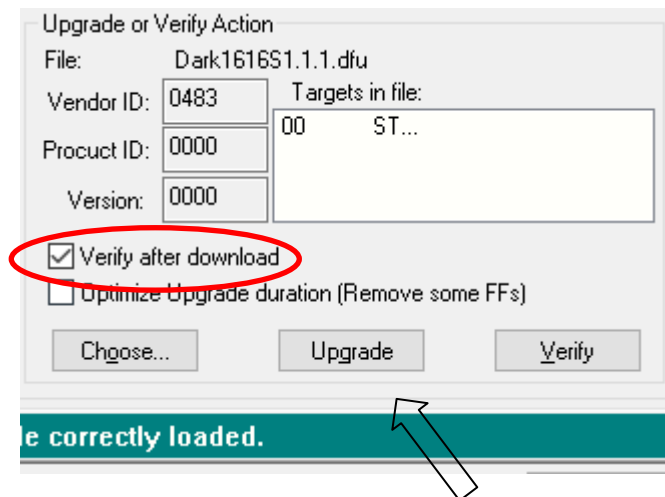 Upgrade or Verify Action
File: Dark1616S1.1.1.dfu
Vendor ID: 0483 Targets in file:
00 ST...
Procuct ID: 0000
Version: 0000
Verify after download
Optimize Upgrade duration (Remove some FFs)
Choose... Upgrade Verify
le correctly loaded.